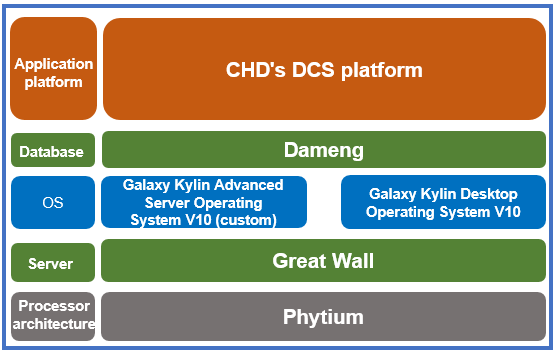 Application
platform
CHD's DCS platform
Database
Dameng
OS
Galaxy Kylin Advanced
Server Operating
System V10 (custom)
Galaxy Kylin Desktop
Operating System V10
Server
Great Wall
Processor
architecture
Phytium